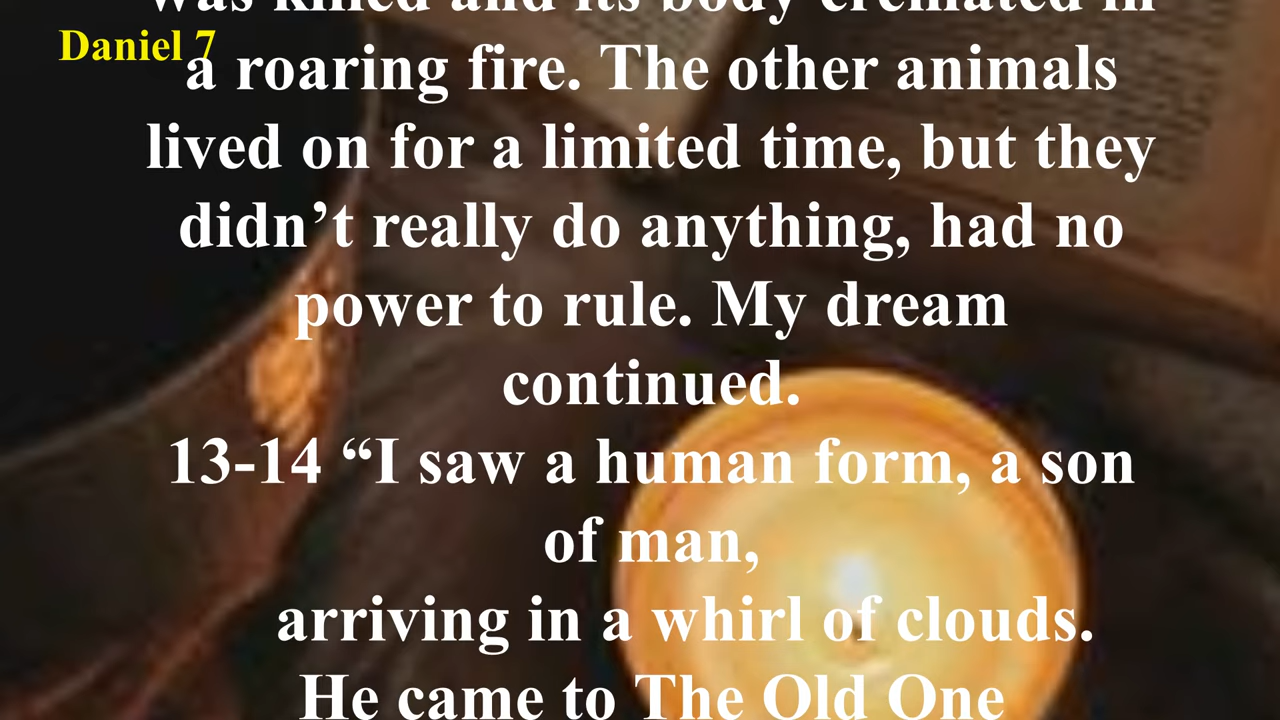 was killed and its body cremated in
Daniel 7
a roaring fire. The other animals
lived on for a limited time, but they
didn’t really do anything, had no
power to rule. My dream
continued.
13-14 “I saw a human form, a son
of man,
arriving in a whirl of clouds.
He came to The Old One